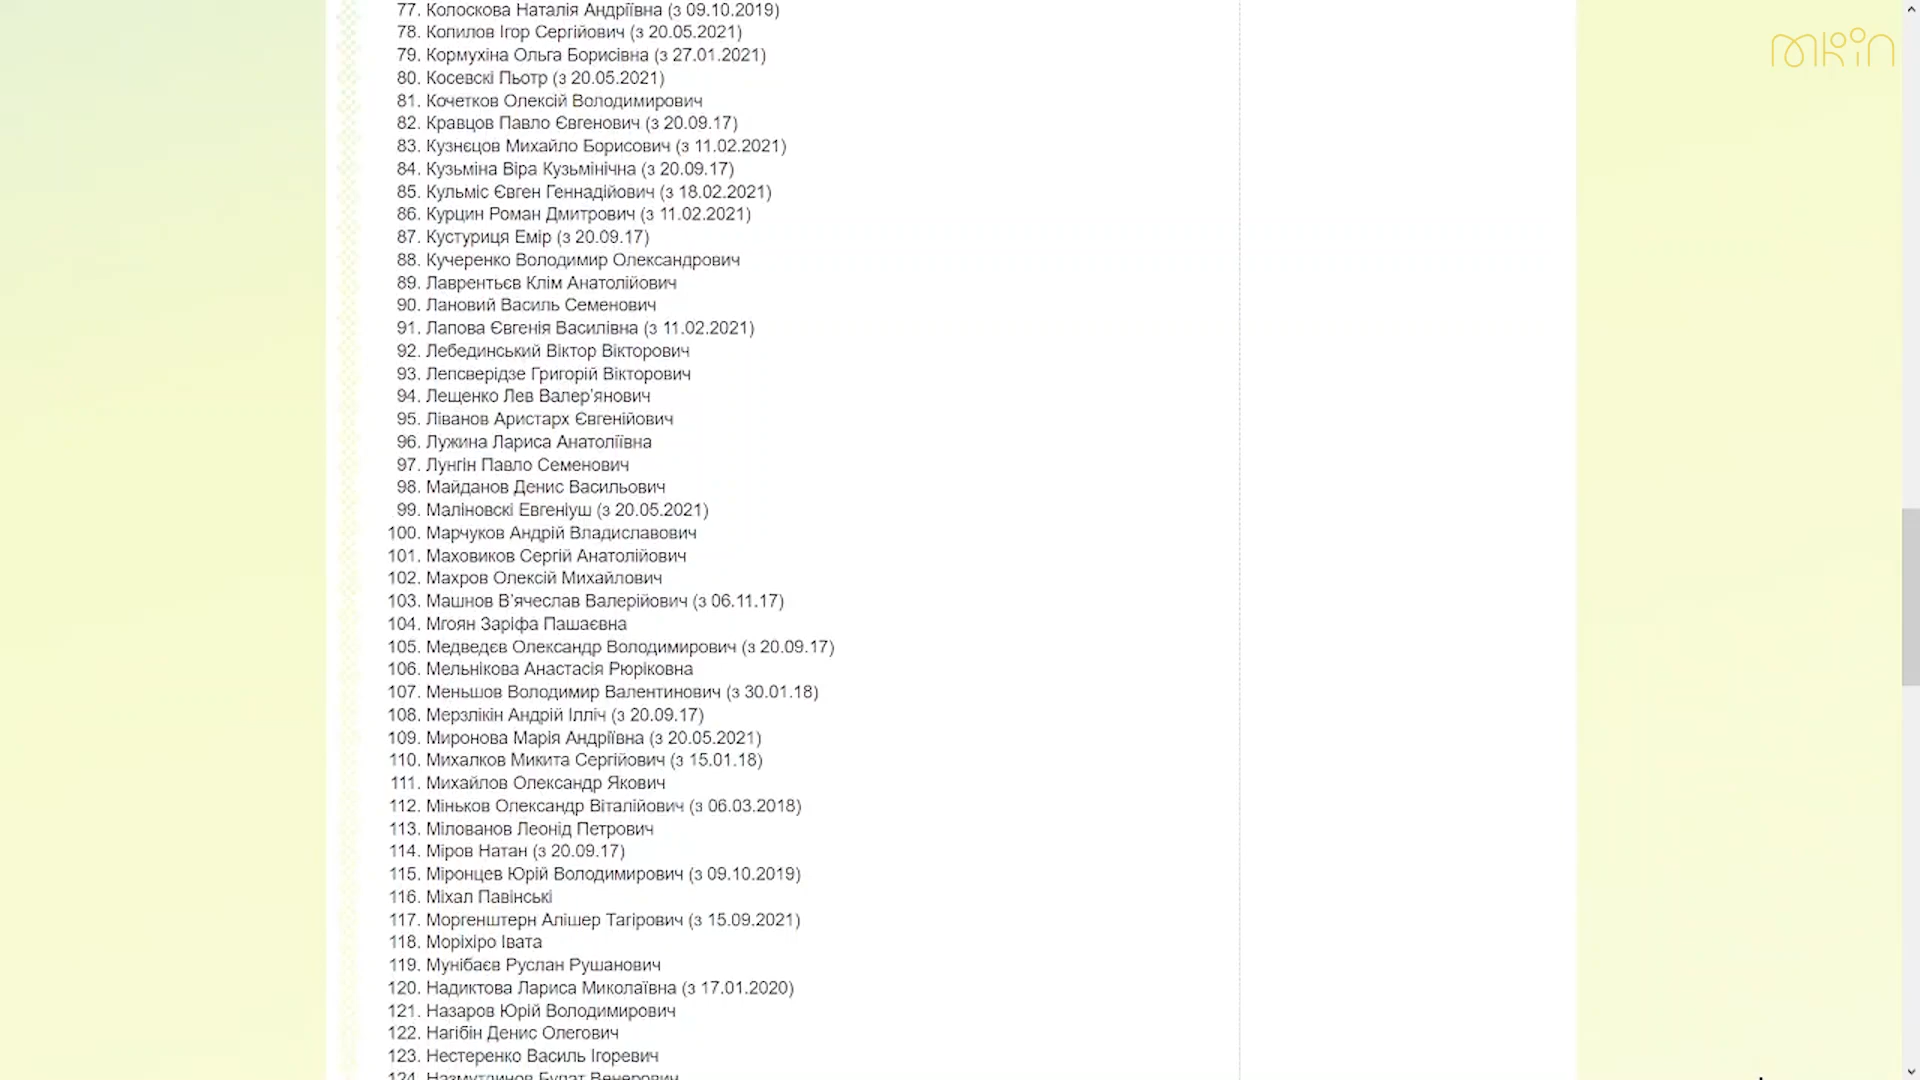 77. Колоскова Наталія Андріївна (з 09.10.2019)
78. Копилов Ігор Сергійович (з 20.05.2021)
79. Кормухіна Ольга Борисівна (з 27.01.2021)
80. Косевскі Пьотр (з 20.05.2021)
81. Кочетков Олексій Володимирович
82. Кравцов Павло Євгенович (з 20.09.17)
83. Кузнєцов Михайло Борисович (з 11.02.2021)
84. Кузьміна Віра Кузьмінічна (з 20.09.17)
85. Кульміс Євген Геннадійович (з 18.02.2021)
86. Курцин Роман Дмитрович (з 11.02.2021)
87. Кустуриця Емір (з 20.09.17)
88. Кучеренко Володимир Олександрович
89. Лаврентьєв Клім Анатолійович
90. Лановий Василь Семенович
91. Лапова Євгенія Василівна (з 11.02.2021)
92. Лебединський Віктор Вікторович
93. Лепсверідзе Григорій Вікторович
94. Лещенко Лев Валер’янович
95. Ліванов Аристарх Євгенійович
96. Лужина Лариса Анатоліївна
97. Лунгін Павло Семенович
98. Майданов Денис Васильович
99. Маліновскі Евгеніуш (з 20.05.2021)
100. Марчуков Андрій Владиславович
101. Маховиков Сергій Анатолійович
102. Махров Олексій Михайлович
103. Машнов В’ячеслав Валерійович (з 06.11.17)
104. Мгоян Заріфа Пашаєвна
105. Медведєв Олександр Володимирович (з 20.09.17)
106. Мельнікова Анастасія Рюріковна
107. Меньшов Володимир Валентинович (з 30.01.18)
108. Мерзлікін Андрій Ілліч (з 20.09.17)
109. Миронова Марія Андріївна (з 20.05.2021)
110. Михалков Микита Сергійович (з 15.01.18)
111. Михайлов Олександр Якович
112. Міньков Олександр Віталійович (з 06.03.2018)
113. Мілованов Леонід Петрович
114. Міров Натан (з 20.09.17)
115. Міронцев Юрій Володимирович (з 09.10.2019)
116. Міхал Павінські
117. Моргенштерн Алішер Тагірович (з 15.09.2021)
118. Моріхіро Івата
119. Мунібаєв Руслан Рушанович
120. Надиктова Лариса Миколаївна (з 17.01.2020)
121. Назаров Юрій Володимирович
122. Нагібін Денис Олегович
123. Нестеренко Василь Ігоревич
124. Назмутдинов Булат Венерович
мкіп